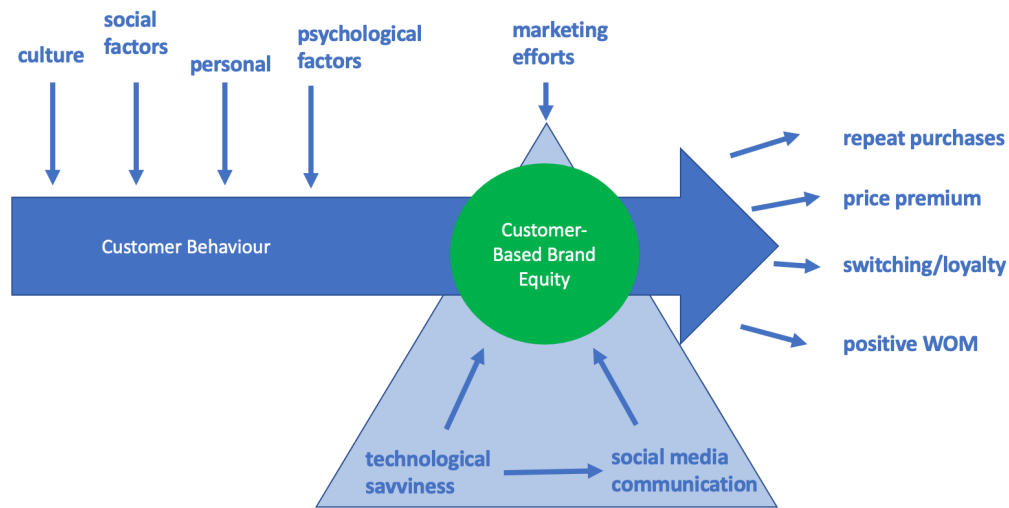 culture
social
factors
personal
psychological
factors
marketing
efforts
repeat purchases
price premium
switching/loyalty
positive WOM
Customer Behaviour
Customer-
Based Brand
Equity
technological
savviness
social media
communication